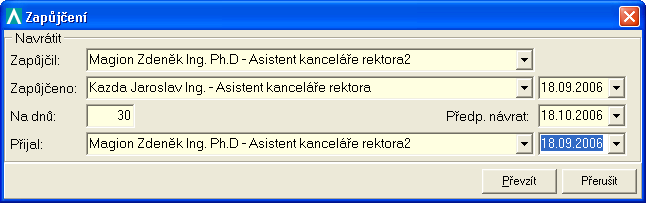 Zapůjčení
Navrátit
Zapůjčil: Magion Zdeněk Ing. Ph.D - Asistent kanceláře rektora2
Zapůjčeno: Kazda Jaroslav Ing. - Asistent kanceláře rektora 18.09.2006
Na dnů: 30 Předp. návrat: 18.10.2006
Přijal: Magion Zdeněk Ing. Ph.D - Asistent kanceláře rektora2 18.09.2006
Převzít Přerušit